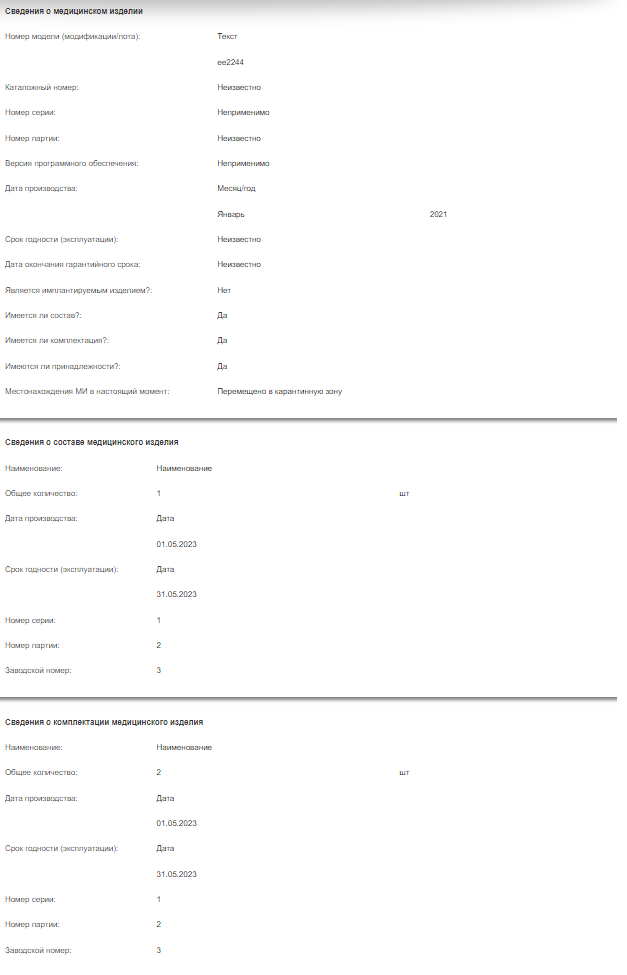 Сведения о медицинском изделии
Номер модели (модификации/лота): Текст
ee2244
Каталожный номер: Неизвестно
Номер серии: Неприменимо
Номер партии: Неизвестно
Версия программного обеспечения: Неприменимо
Дата производства: Месяц/год
Январь 2021
Срок годности (эксплуатации): Неизвестно
Дата окончания гарантийного срока: Неизвестно
Является имплантируемым изделием?: Нет
Имеется ли состав?: Да
Имеется ли комплектация?: Да
Имеются ли принадлежности?: Да
Местонахождения МИ в настоящий момент: Перемещено в карантинную зону
Сведения о составе медицинского изделия
Наименование: Наименование
Общее количество: 1 шт
Дата производства: Дата
01.05.2023
Срок годности (эксплуатации): Дата
31.05.2023
Номер серии: 1
Номер партии: 2
Заводской номер: 3
Сведения о комплектации медицинского изделия
Наименование: Наименование
Общее количество: 2 шт
Дата производства: Дата
01.05.2023
Срок годности (эксплуатации): Дата
31.05.2023
Номер серии: 1
Номер партии: 2
Заводской номер: 3